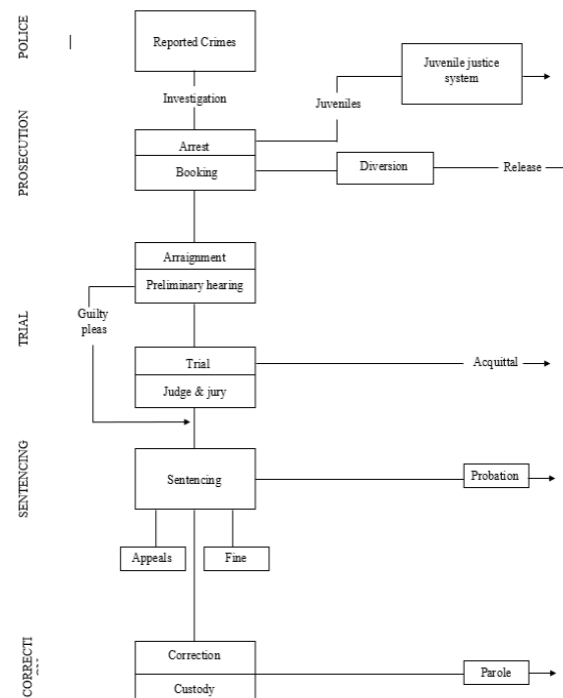 POLICE
Reported Crimes
Juvenile justice
system
Investigation
Juveniles
PROSECUTION
Arrest
Booking
Diversion
Release
Arraignment
Preliminary hearing
Guilty
pleas
TRIAL
Trial
Acquittal
Judge & jury
SENTENCING
Sentencing
Probation
Appeals
Fine
CORRECTI
Correction
Custody
Parole